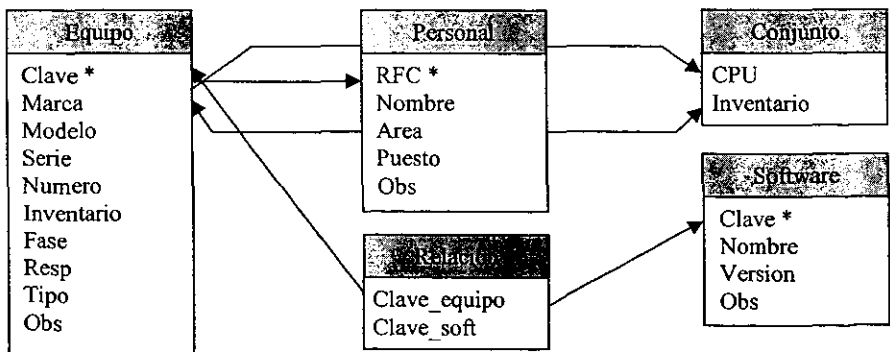 Equipo
Clave *
Marca
Modelo
Serie
Numero
Inventario
Fase
Resp
Tipo
Obs
Personal
RFC *
Nombre
Area
Puesto
Obs
Relación
Clave_equipo
Clave_soft
Conjunto
CPU
Inventario
Software
Clave *
Nombre
Version
Obs